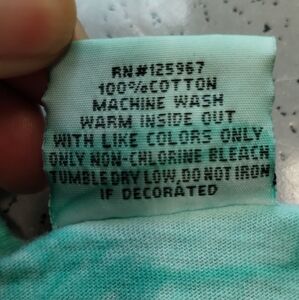 RN#125967
100%COTTON
MACHINE WASH
WARM INSIDE OUT
WITH LIKE COLORS ONLY
ONLY NON-CHLORINE BLEACH
TUMBLE DRY LOW, DO NOT IRON
IF DECORATED